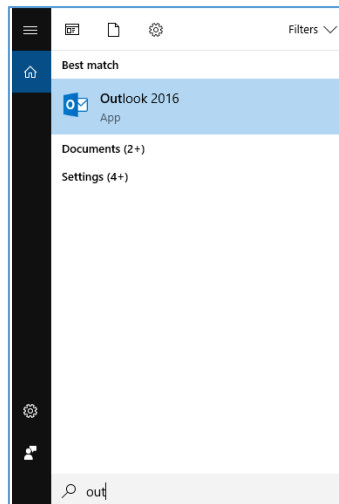 Filters
Best match
Outlook 2016
App
Documents (2+)
Settings (4+)
out